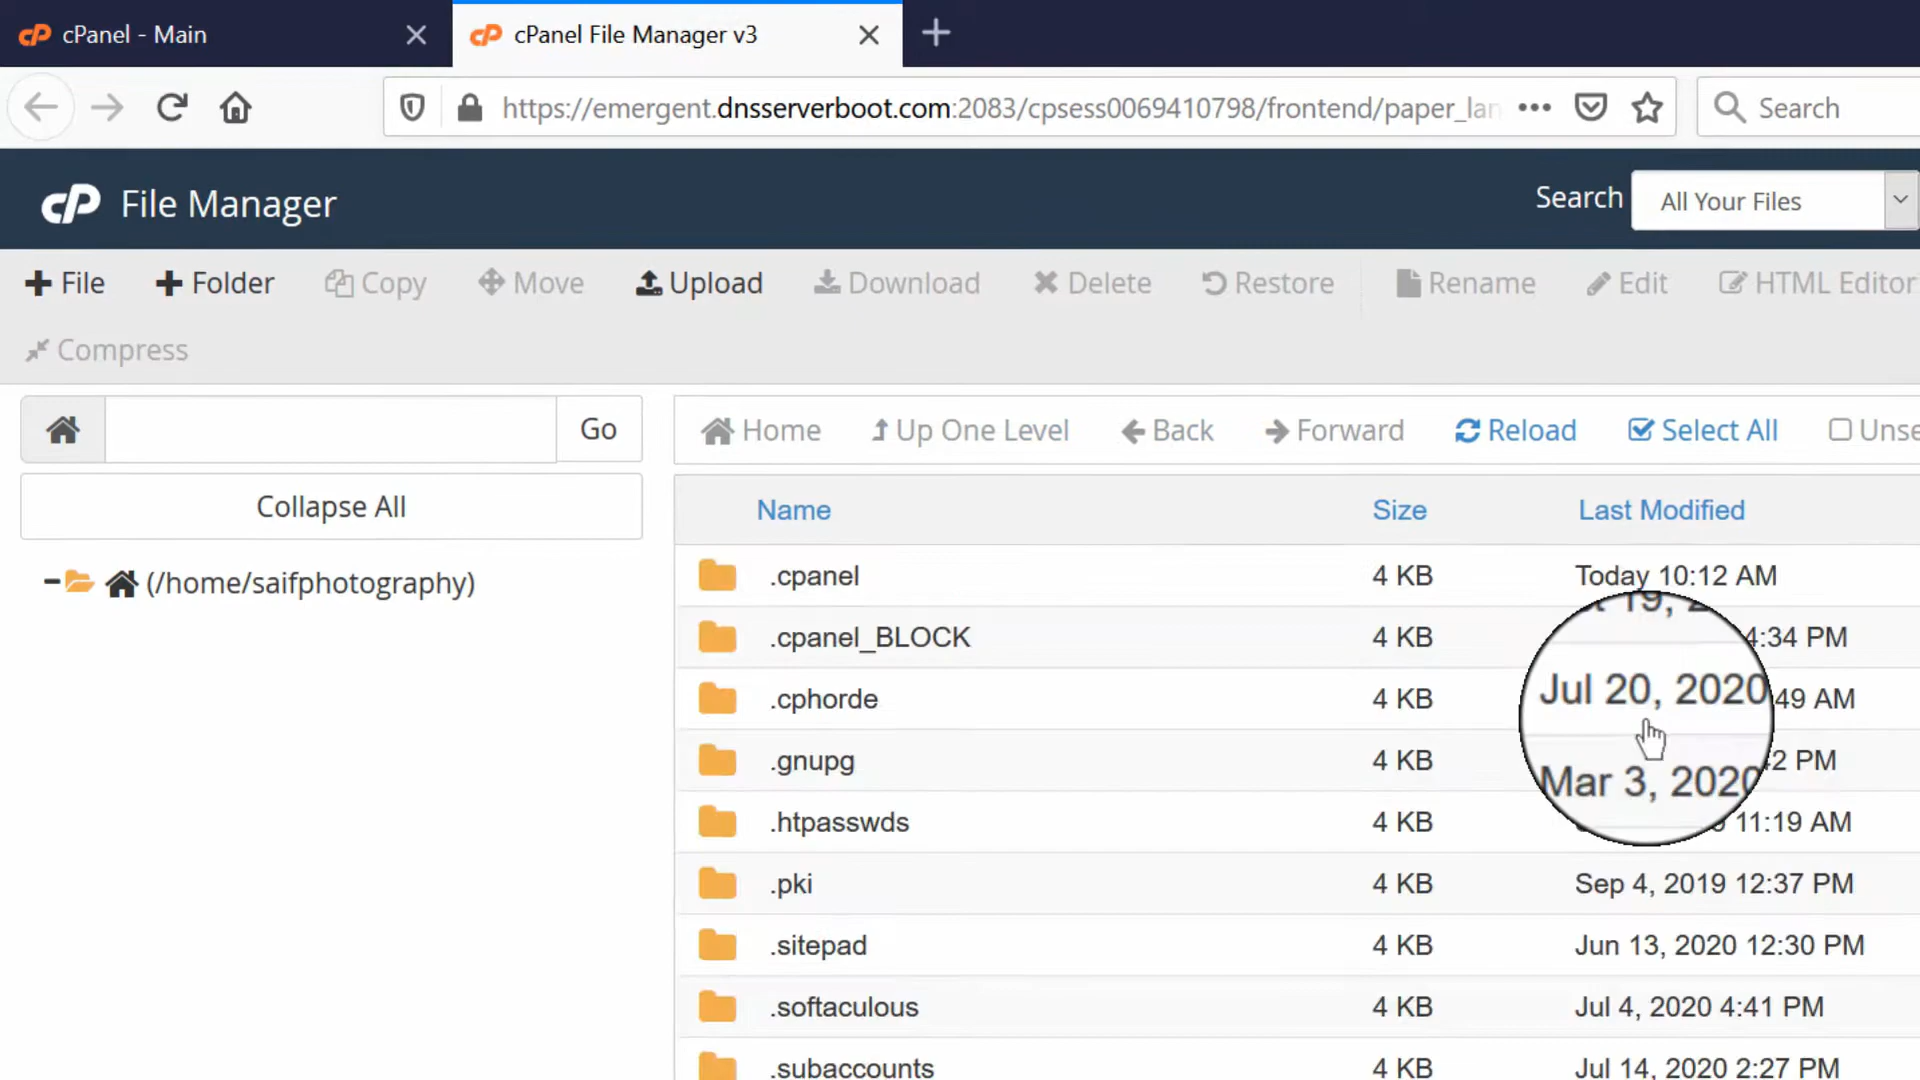 cPanel - Main
cPanel File Manager v3
https://emergent.dnsserverboot.com:2083/cpsess0069410798/frontend/paper_lan
Search
cP File Manager
Search All Your Files
File Folder Copy Move Upload Download Delete Restore Rename Edit HTML Editor
Compress
Go
Home Up One Level Back Forward Reload Select All
Collapse All
Name Size Last Modified
(/home/saifphotography)
.cpanel 4 KB Today 10:12 AM
.cpanel_BLOCK 4 KB 4:34 PM
.cphorde 4 KB Jul 20, 2020 49 AM
.gnupg 4 KB Mar 3, 2020 2 PM
.htpasswds 4 KB 11:19 AM
.pki 4 KB Sep 4, 2019 12:37 PM
.sitepad 4 KB Jun 13, 2020 12:30 PM
.softaculous 4 KB Jul 4, 2020 4:41 PM
.subaccounts 4 KB Jul 14, 2020 2:27 PM